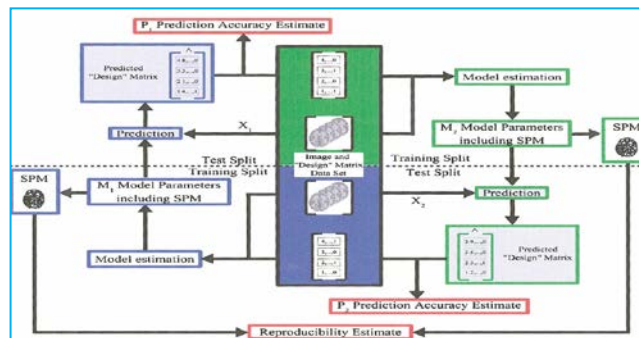 P₁ Prediction Accuracy Estimate
Predicted
"Design" Matrix
Model estimation
Prediction
X₁
M₂ Model Parameters
including SPM
SPM
Test Split
Training Split
Image and
"Design" Matrix
Data Set
Training Split
Test Split
SPM
M₁ Model Parameters
including SPM
X₂
Prediction
Model estimation
Predicted
"Design" Matrix
P₂ Prediction Accuracy Estimate
Reproducibility Estimate